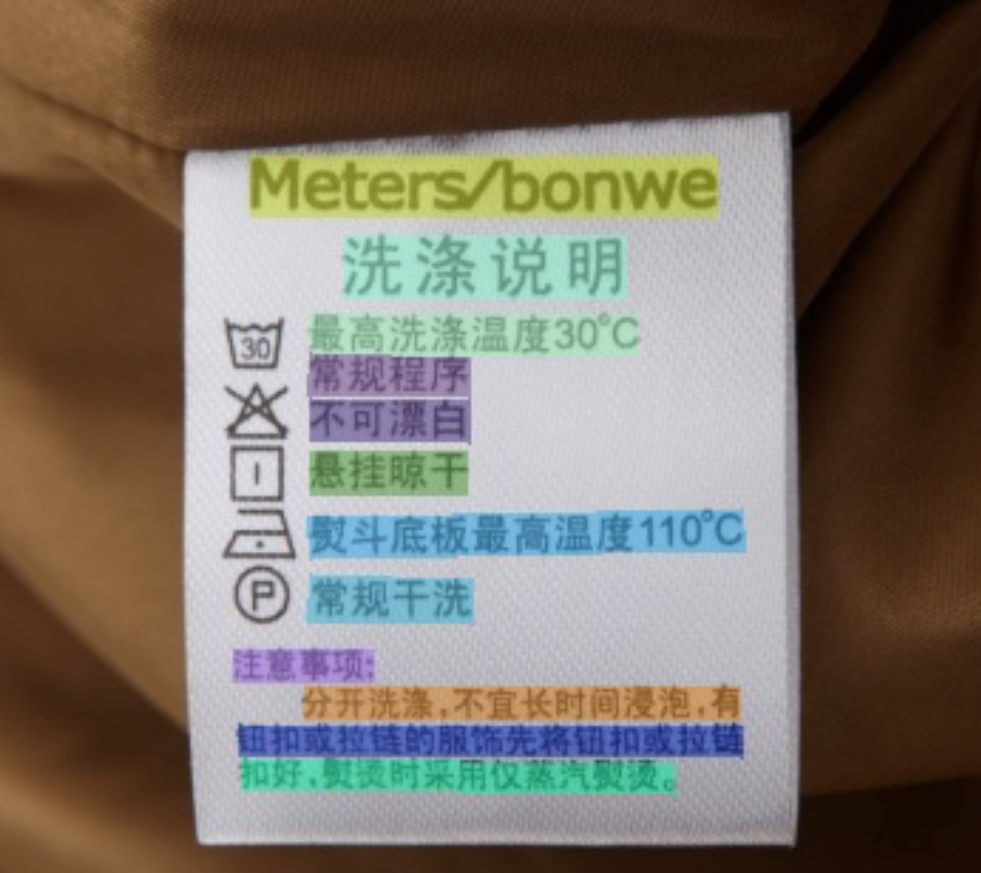 Meters/bonwe
洗涤说明
30 最高洗涤温度30°C
常规程序
不可漂白
悬挂晾干
熨斗底板最高温度110°C
P 常规干洗
注意事项:
分开洗涤,不宜长时间浸泡,有
钮扣或拉链的服饰先将钮扣或拉链
扣好,熨烫时采用仅蒸汽熨烫。